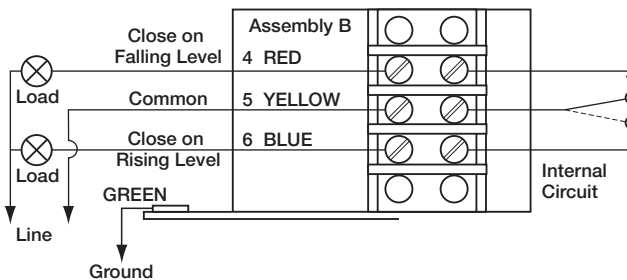 Assembly B
Close on
Falling Level
4 RED
Load
Common
5 YELLOW
Close on
Rising Level
6 BLUE
Load
Internal
Circuit
GREEN
Line
Ground